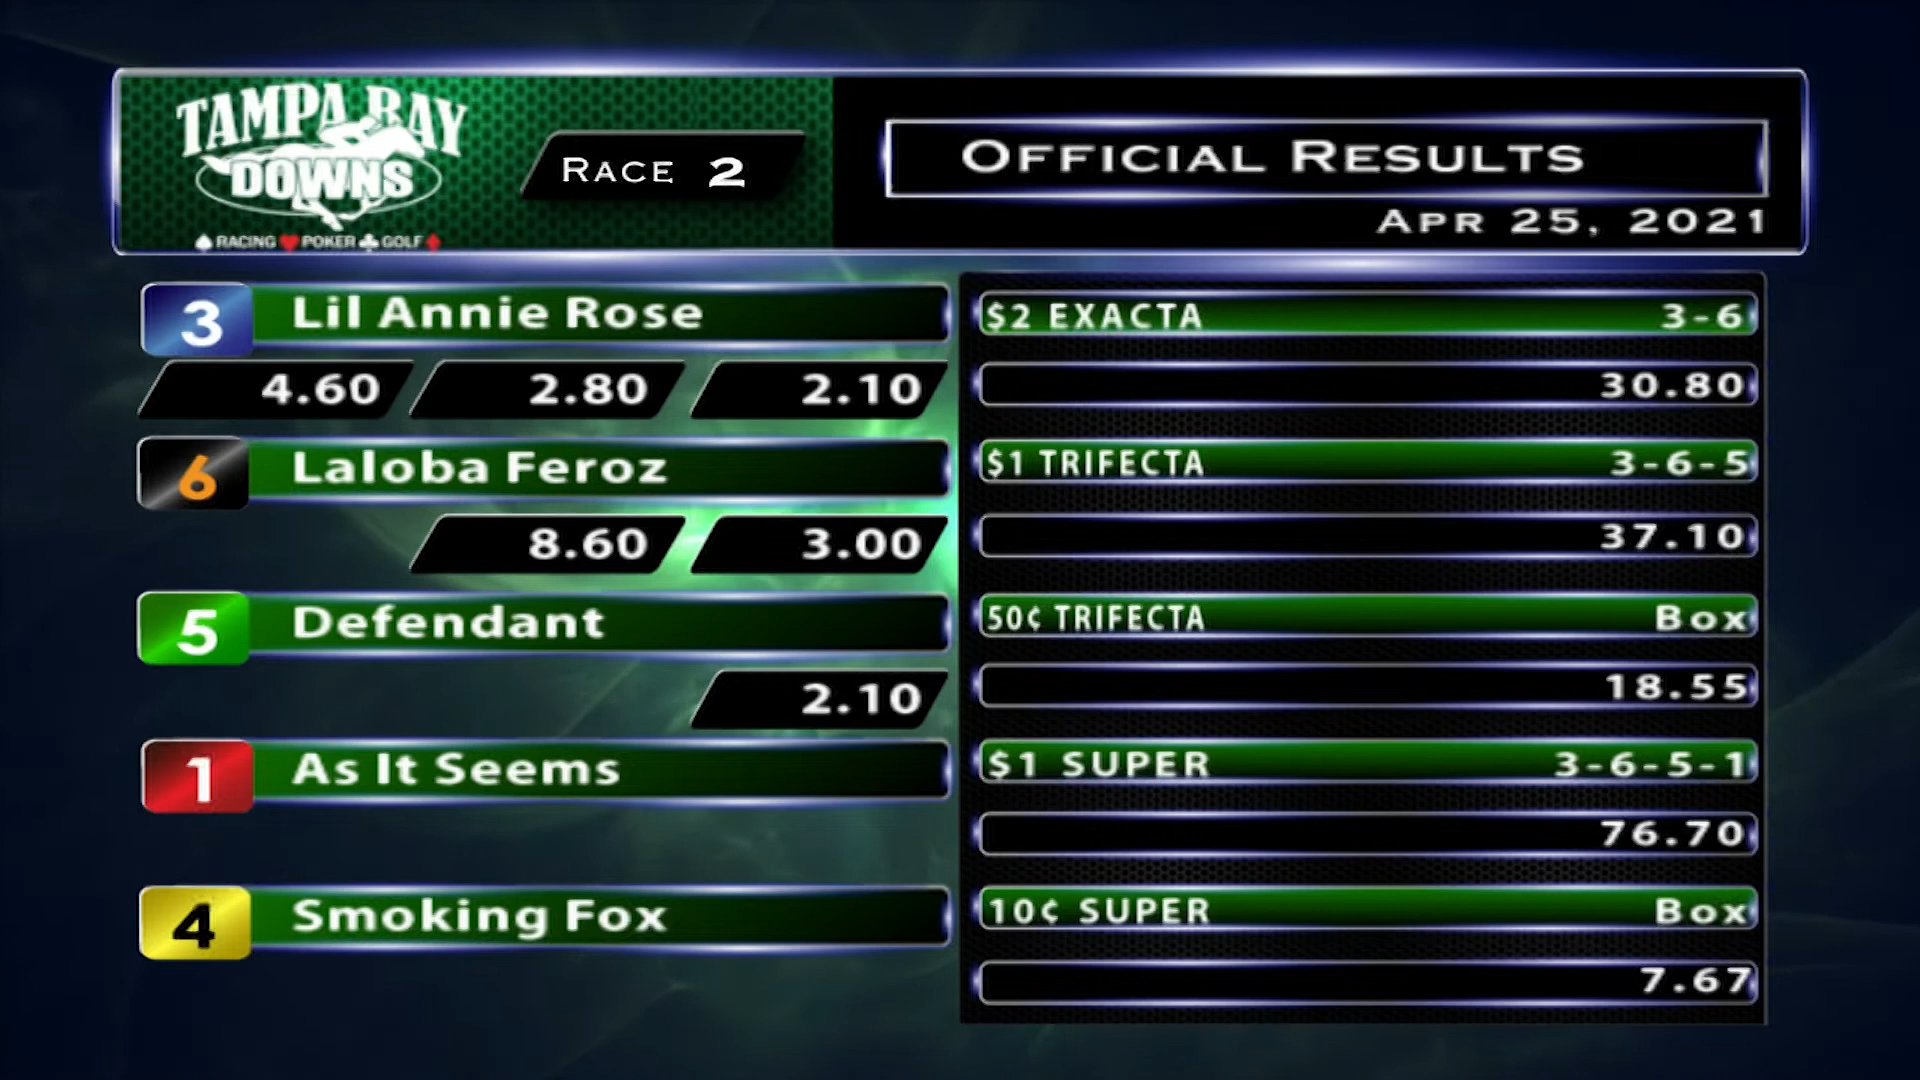 TAMPA BAY
DOWNS
RACING POKER GOLF
RACE 2
OFFICIAL RESULTS
APR 25, 2021
3 Lil Annie Rose
4.60 2.80 2.10
6 Laloba Feroz
8.60 3.00
5 Defendant
2.10
1 As It Seems
4 Smoking Fox
$2 EXACTA 3-6
30.80
$1 TRIFECTA 3-6-5
37.10
50¢ TRIFECTA Box
18.55
$1 SUPER 3-6-5-1
76.70
10¢ SUPER Box
7.67